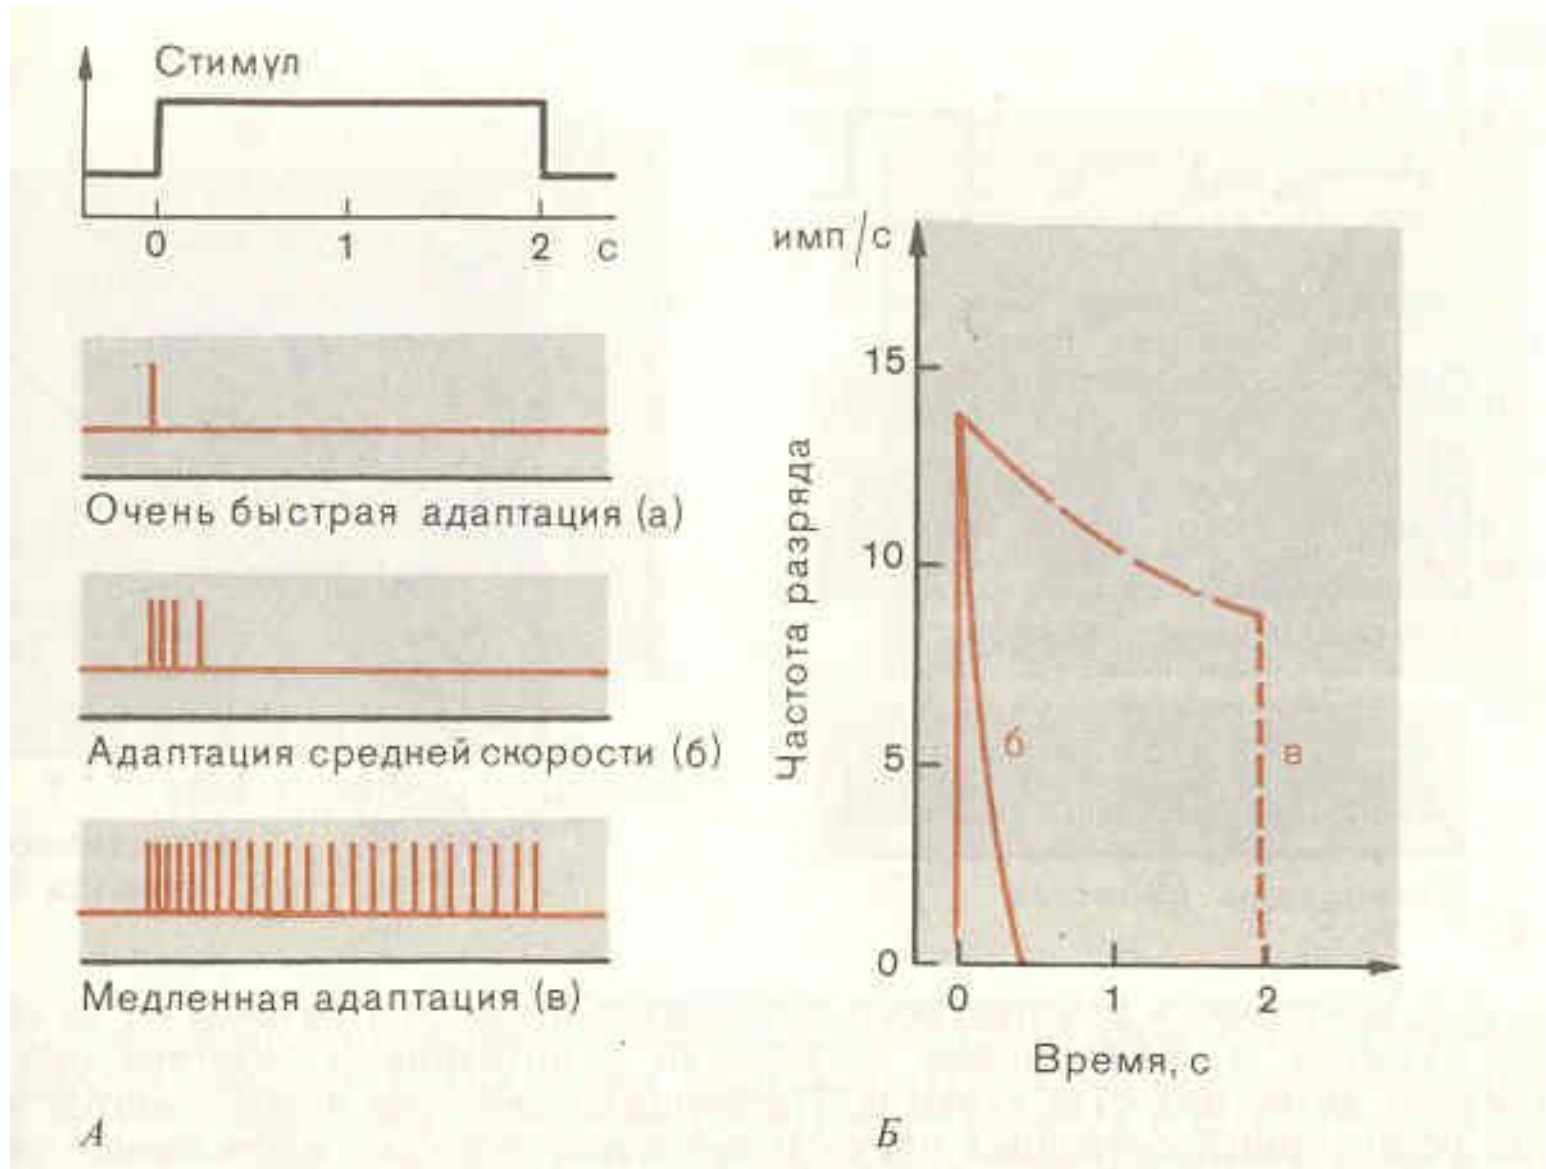 Стимул
0 1 2 с
Очень быстрая адаптация (а)
Адаптация средней скорости (б)
Медленная адаптация (в)
А
имп/с
15
10
5
0
Частота разряда
б
в
0 1 2
Время, с
Б